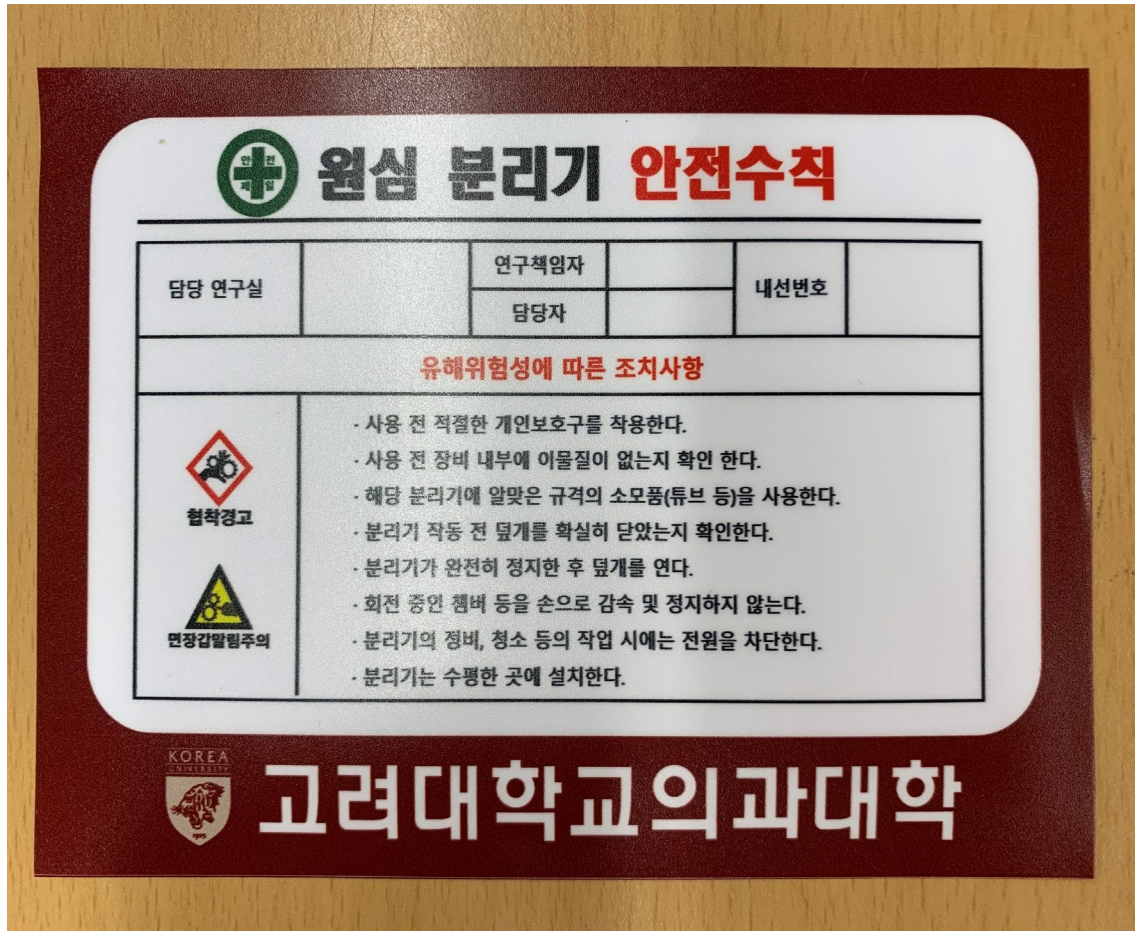 안전제일
원심 분리기 안전수칙
담당 연구실
연구책임자
담당자
내선번호
유해위험성에 따른 조치사항
협착경고
면장갑말림주의
· 사용 전 적절한 개인보호구를 착용한다.
· 사용 전 장비 내부에 이물질이 없는지 확인 한다.
· 해당 분리기에 알맞은 규격의 소모품(튜브 등)을 사용한다.
· 분리기 작동 전 덮개를 확실히 닫았는지 확인한다.
· 분리기가 완전히 정지한 후 덮개를 연다.
· 회전 중인 챔버 등을 손으로 감속 및 정지하지 않는다.
· 분리기의 정비, 청소 등의 작업 시에는 전원을 차단한다.
· 분리기는 수평한 곳에 설치한다.
KOREA
UNIVERSITY
1905
고려대학교의과대학